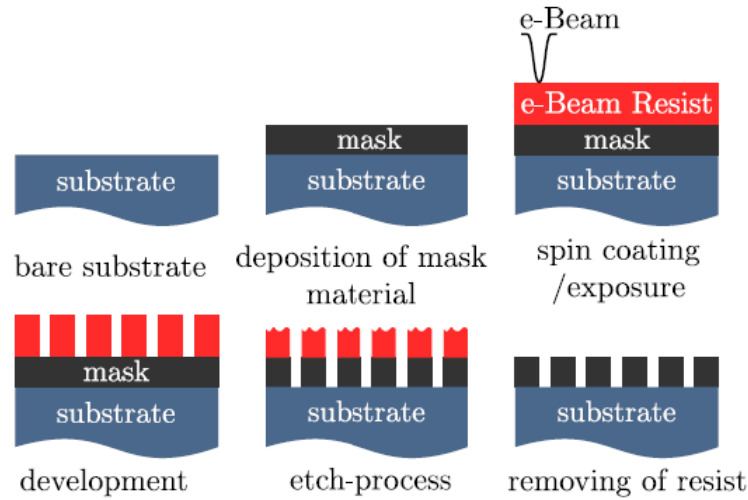 e-Beam
e-Beam Resist
mask
mask
substrate
substrate
substrate
bare substrate
deposition of mask
material
spin coating
/exposure
mask
substrate
substrate
substrate
development
etch-process
removing of resist